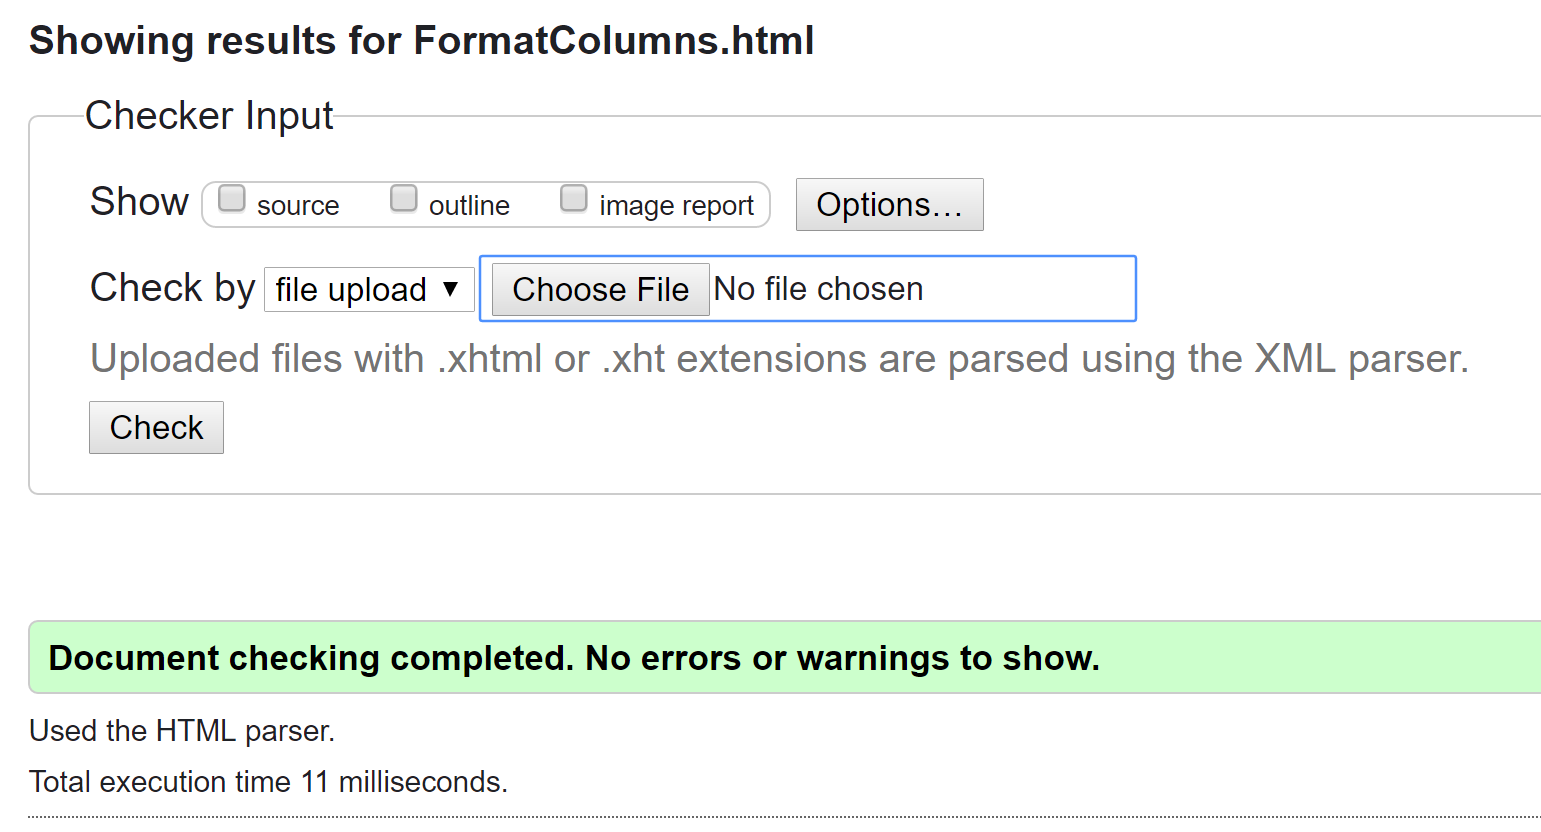 Showing results for FormatColumns.html
Checker Input
Show source outline image report Options…
Check by file upload ▼ Choose File No file chosen
Uploaded files with .xhtml or .xht extensions are parsed using the XML parser.
Check
Document checking completed. No errors or warnings to show.
Used the HTML parser.
Total execution time 11 milliseconds.